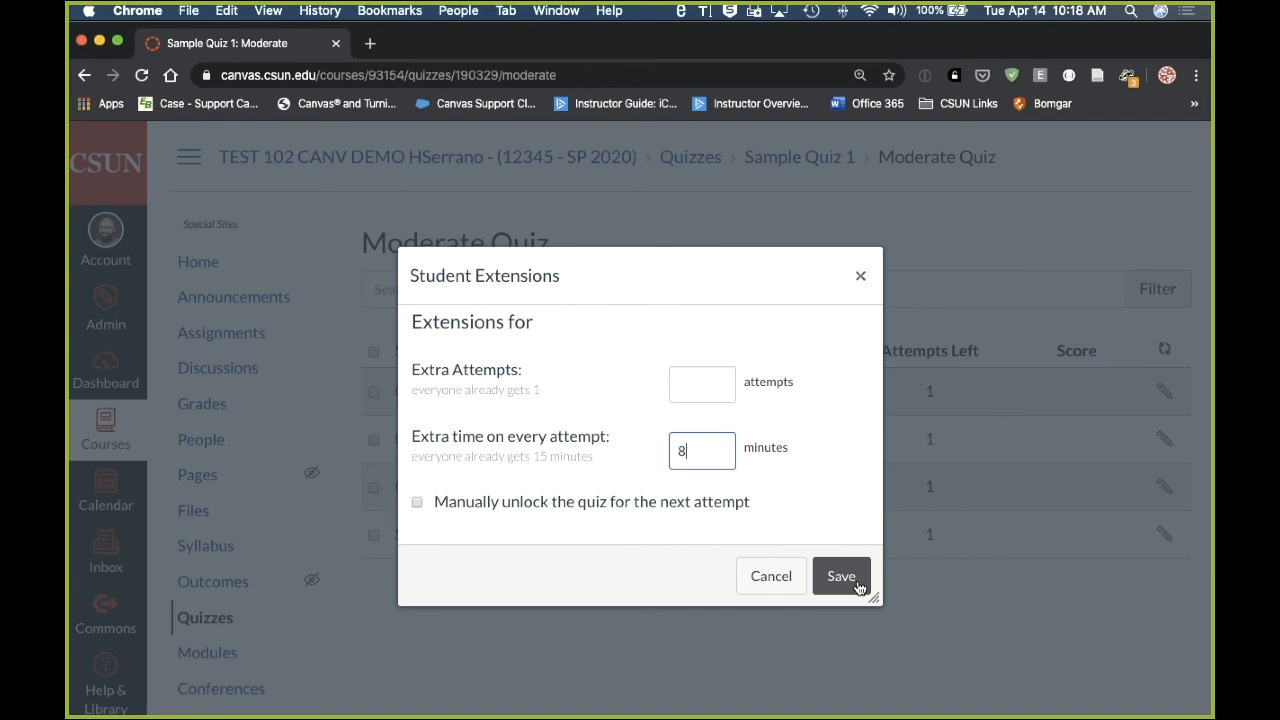 Chrome File Edit View History Bookmarks People Tab Window Help 100% Tue Apr 14 10:18 AM
Sample Quiz 1: Moderate
canvas.csun.edu/courses/93154/quizzes/190329/moderate
3
Apps Case - Support Ca... Canvas® and Turni... Canvas Support Cl... Instructor Guide: iC... Instructor Overvie... Office 365 CSUN Links Bomgar »
CSUN
TEST 102 CANV DEMO HSerrano - (12345 - SP 2020) › Quizzes › Sample Quiz 1 › Moderate Quiz
Account
Admin
Dashboard
Courses
Calendar
Inbox
Commons
Help &
Library
Special Sites
Home
Announcements
Assignments
Discussions
Grades
People
Pages
Files
Syllabus
Outcomes
Quizzes
Modules
Conferences
Moderate Quiz
Filter
Attempts Left Score
1
1
1
1
Student Extensions ×
Extensions for
Extra Attempts: attempts
everyone already gets 1
Extra time on every attempt: 8 minutes
everyone already gets 15 minutes
Manually unlock the quiz for the next attempt
Cancel Save